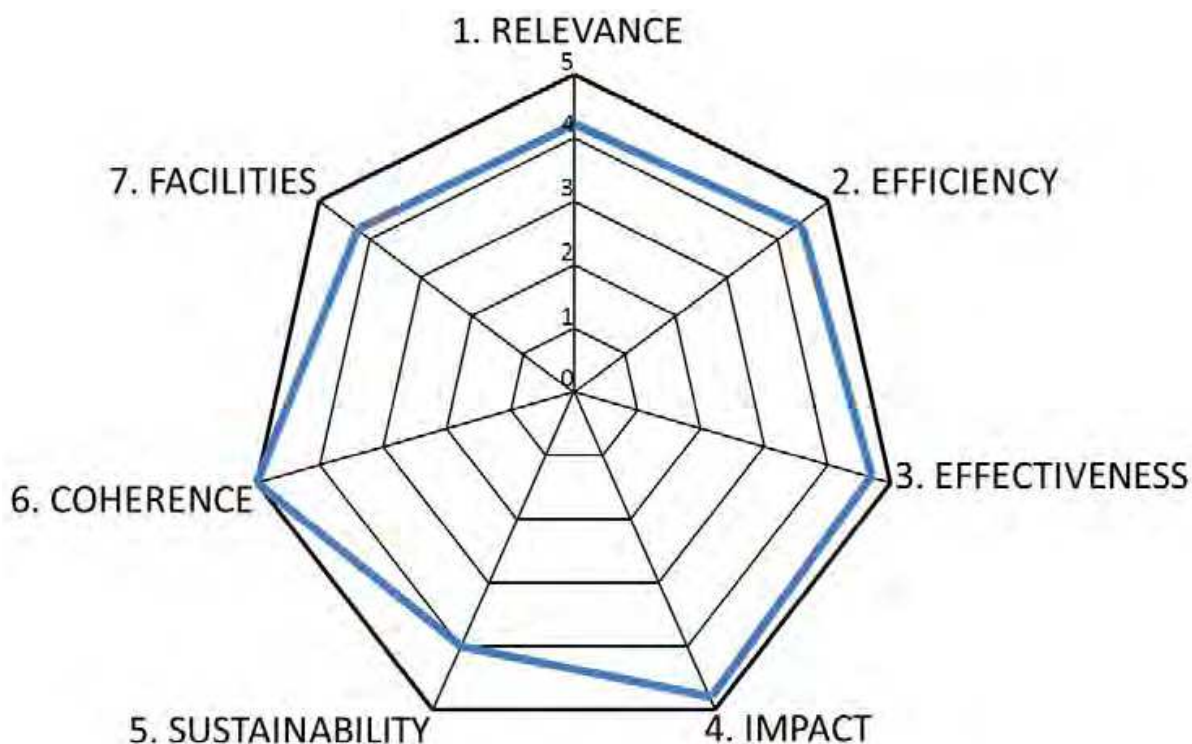 1. RELEVANCE
5
4
7. FACILITIES
2. EFFICIENCY
3
2
1
0
6. COHERENCE
3. EFFECTIVENESS
5. SUSTAINABILITY
4. IMPACT